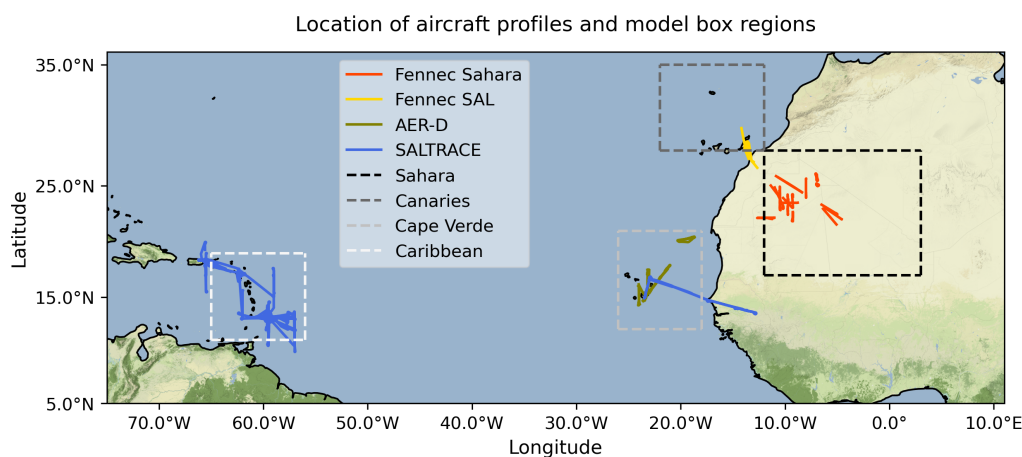 Location of aircraft profiles and model box regions
35.0°N
25.0°N
15.0°N
5.0°N
Latitude
Fennec Sahara
Fennec SAL
AER-D
SALTRACE
Sahara
Canaries
Cape Verde
Caribbean
70.0°W 60.0°W 50.0°W 40.0°W 30.0°W 20.0°W 10.0°W 0.0° 10.0°E
Longitude